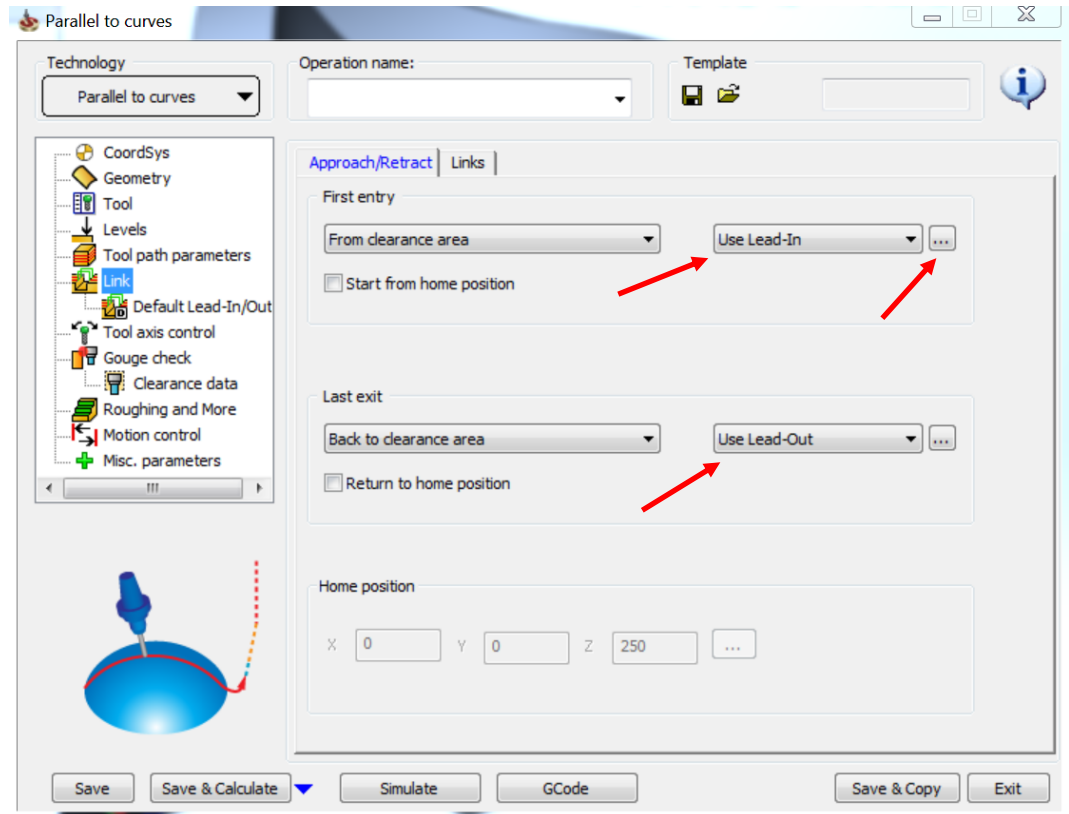 Parallel to curves
Technology
Operation name:
Template
Parallel to curves
CoordSys
Geometry
Tool
Levels
Tool path parameters
Link
Default Lead-In/Out
Tool axis control
Gouge check
Clearance data
Roughing and More
Motion control
Misc. parameters
Approach/Retract
Links
First entry
From clearance area
Use Lead-In
...
Start from home position
Last exit
Back to clearance area
Use Lead-Out
...
Return to home position
Home position
X 0 Y 0 Z 250 ...
Save
Save & Calculate
Simulate
GCode
Save & Copy
Exit